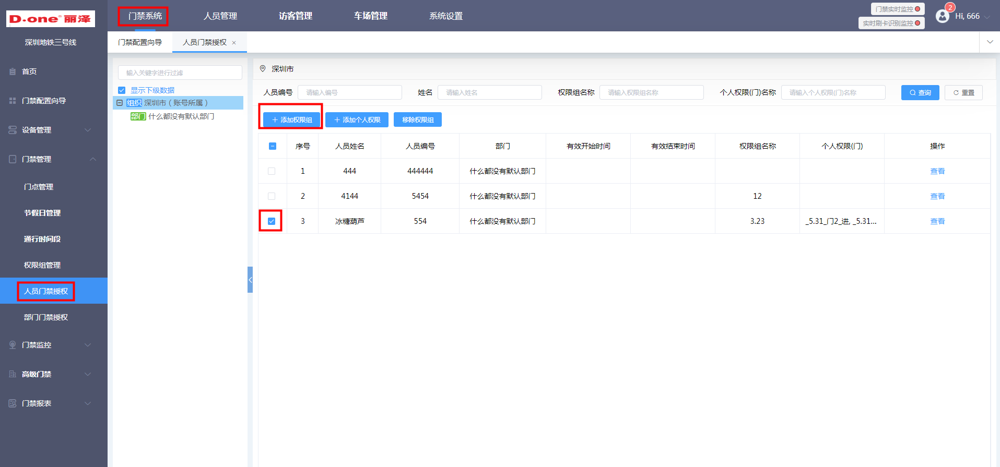 D·one®丽泽
深圳地铁三号线
首页
门禁配置向导
设备管理
门禁管理
门点管理
节假日管理
通行时间段
权限组管理
人员门禁授权
部门门禁授权
门禁监控
高级门禁
门禁报表
门禁系统 人员管理 访客管理 车场管理 系统设置
门禁实时监控
实时刷卡识别监控
2
Hi, 666
门禁配置向导 人员门禁授权 ×
输入关键字进行过滤
显示下级数据
组织 深圳市（账号所属）
部门 什么都没有默认部门
深圳市
人员编号 请输入编号 姓名 请输入姓名 权限组名称 请输入权限组名称 个人权限(门)名称 请输入个人权限(门)名称 查询 重置
+ 添加权限组 + 添加个人权限 移除权限组
序号 人员姓名 人员编号 部门 有效开始时间 有效结束时间 权限组名称 个人权限(门) 操作
1 444 444444 什么都没有默认部门 查看
2 4144 5454 什么都没有默认部门 12 查看
3 冰糖葫芦 554 什么都没有默认部门 3.23 _5.31_门2_进, _5.31... 查看